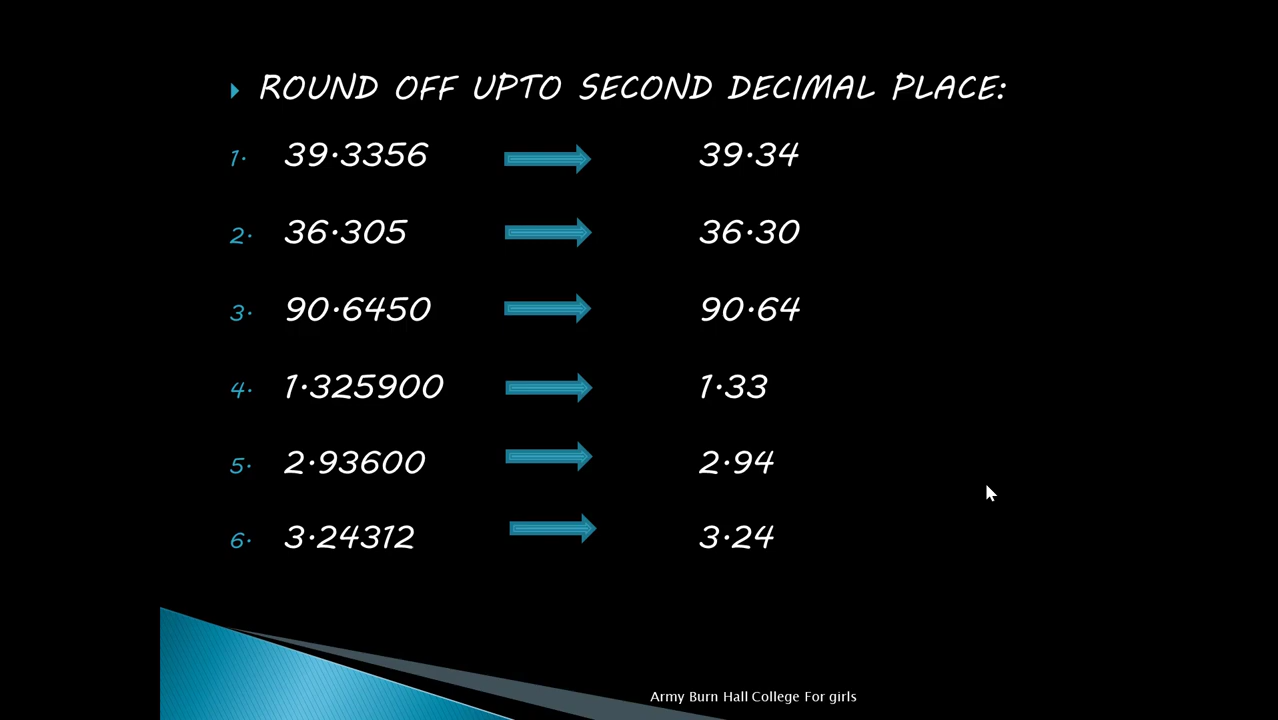 ROUND OFF UPTO SECOND DECIMAL PLACE:
1. 39.3356 39.34
2. 36.305 36.30
3. 90.6450 90.64
4. 1.325900 1.33
5. 2.93600 2.94
6. 3.24312 3.24
Army Burn Hall College For girls